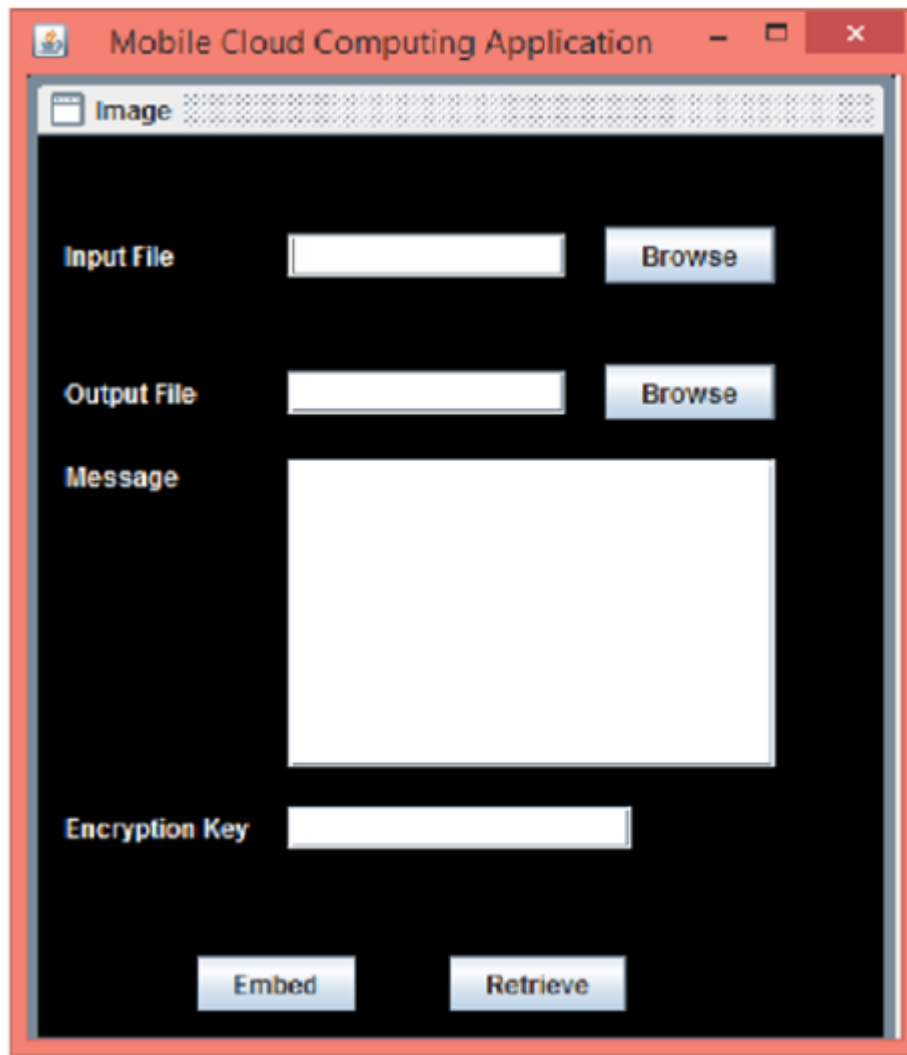 Mobile Cloud Computing Application
Image
Input File Browse
Output File Browse
Message
Encryption Key
Embed Retrieve